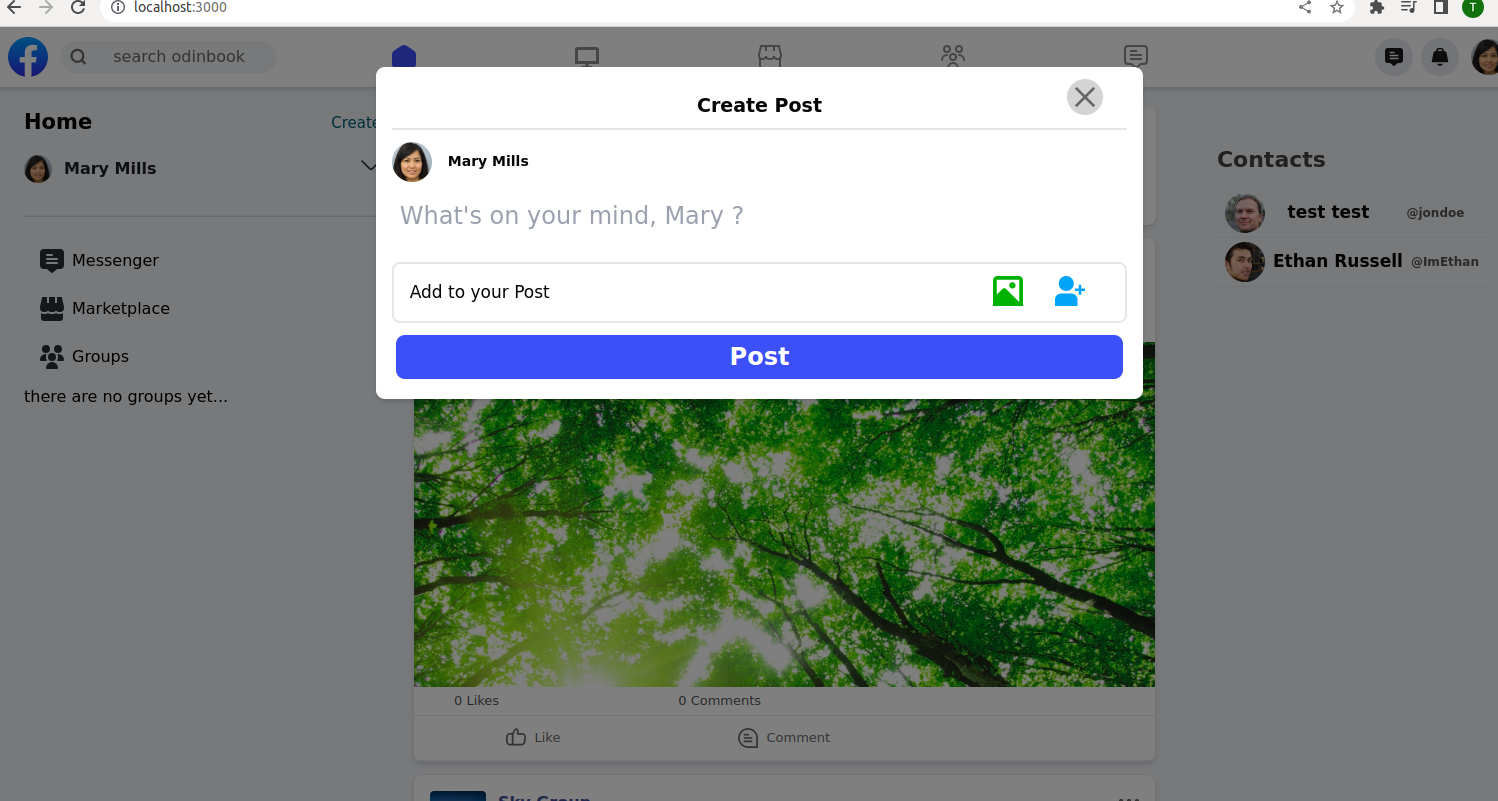 localhost:3000
T
search odinbook
Home
Create
Mary Mills
Messenger
Marketplace
Groups
there are no groups yet...
Create Post
Mary Mills
What's on your mind, Mary ?
Add to your Post
Post
0 Likes
0 Comments
Like
Comment
Sky Group
Contacts
test test
@jondoe
Ethan Russell
@ImEthan